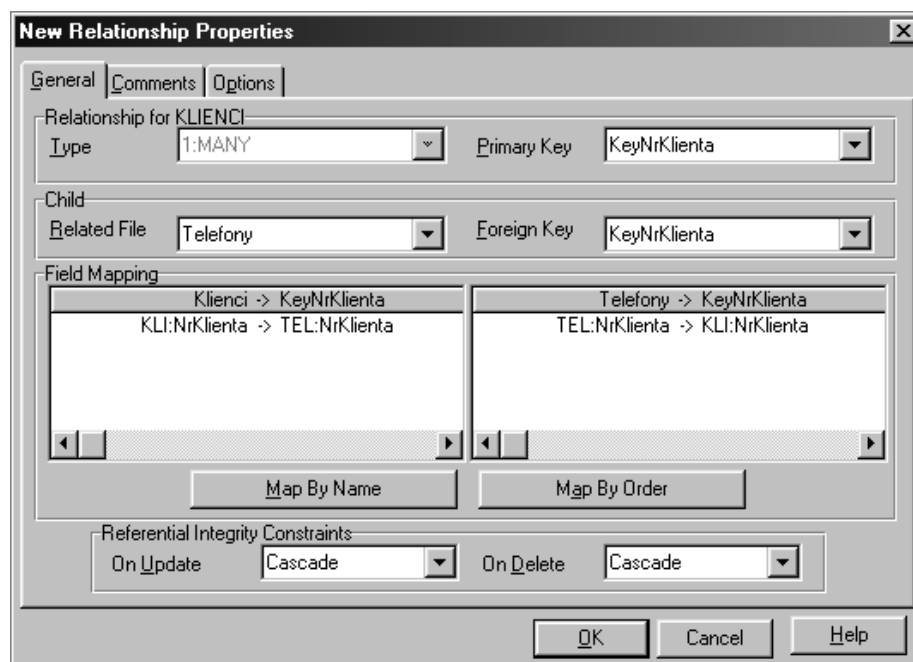 New Relationship Properties
General Comments Options
Relationship for KLIENCI
Type 1:MANY Primary Key KeyNrKlienta
Child
Related File Telefony Foreign Key KeyNrKlienta
Field Mapping
Klienci -> KeyNrKlienta Telefony -> KeyNrKlienta
KLI:NrKlienta -> TEL:NrKlienta TEL:NrKlienta -> KLI:NrKlienta
Map By Name Map By Order
Referential Integrity Constraints
On Update Cascade On Delete Cascade
OK Cancel Help